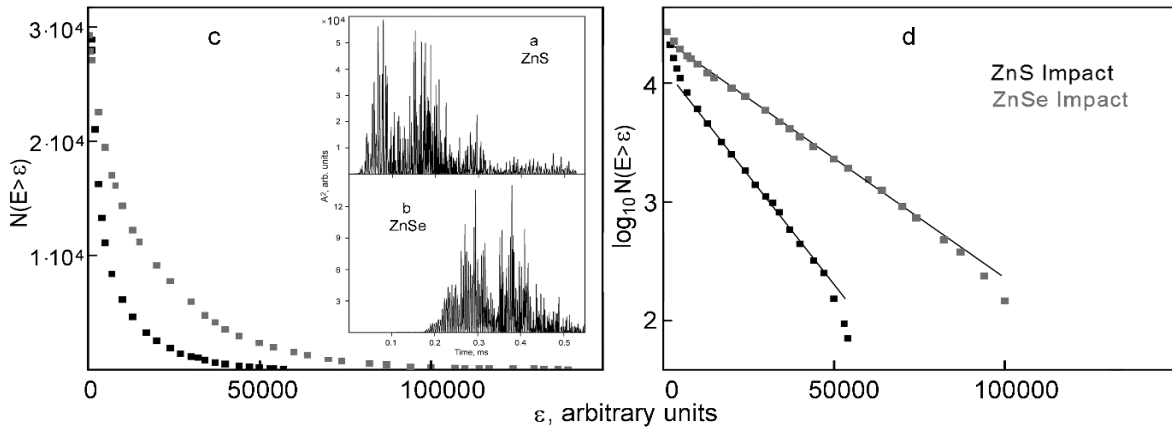 c
d
N(E> ε)
3·10⁴
2·10⁴
1·10⁴
0
50000
100000
a
ZnS
×10⁴
5
4
3
2
1
A², arb. units
b
ZnSe
12
9
6
3
0.1
0.2
0.3
0.4
0.5
Time, ms
log₁₀ N(E> ε)
4
3
2
0
50000
100000
ZnS Impact
ZnSe Impact
ε, arbitrary units